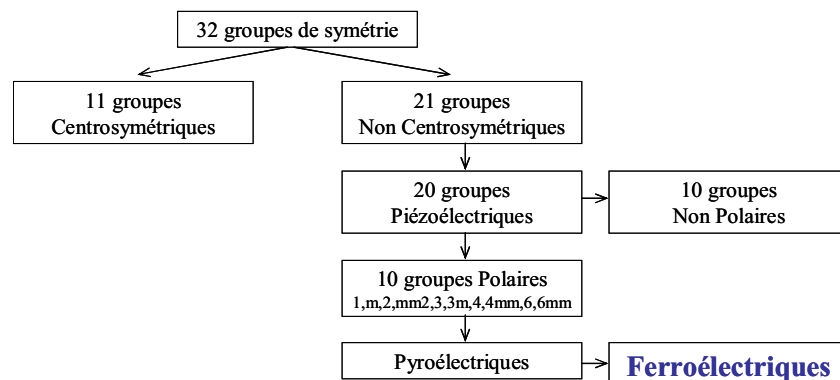 32 groupes de symétrie
11 groupes
Centrosymétriques
21 groupes
Non Centrosymétriques
20 groupes
Piézoélectriques
10 groupes
Non Polaires
10 groupes Polaires
1,m,2,mm2,3,3m,4,4mm,6,6mm
Pyroélectriques
Ferroélectriques